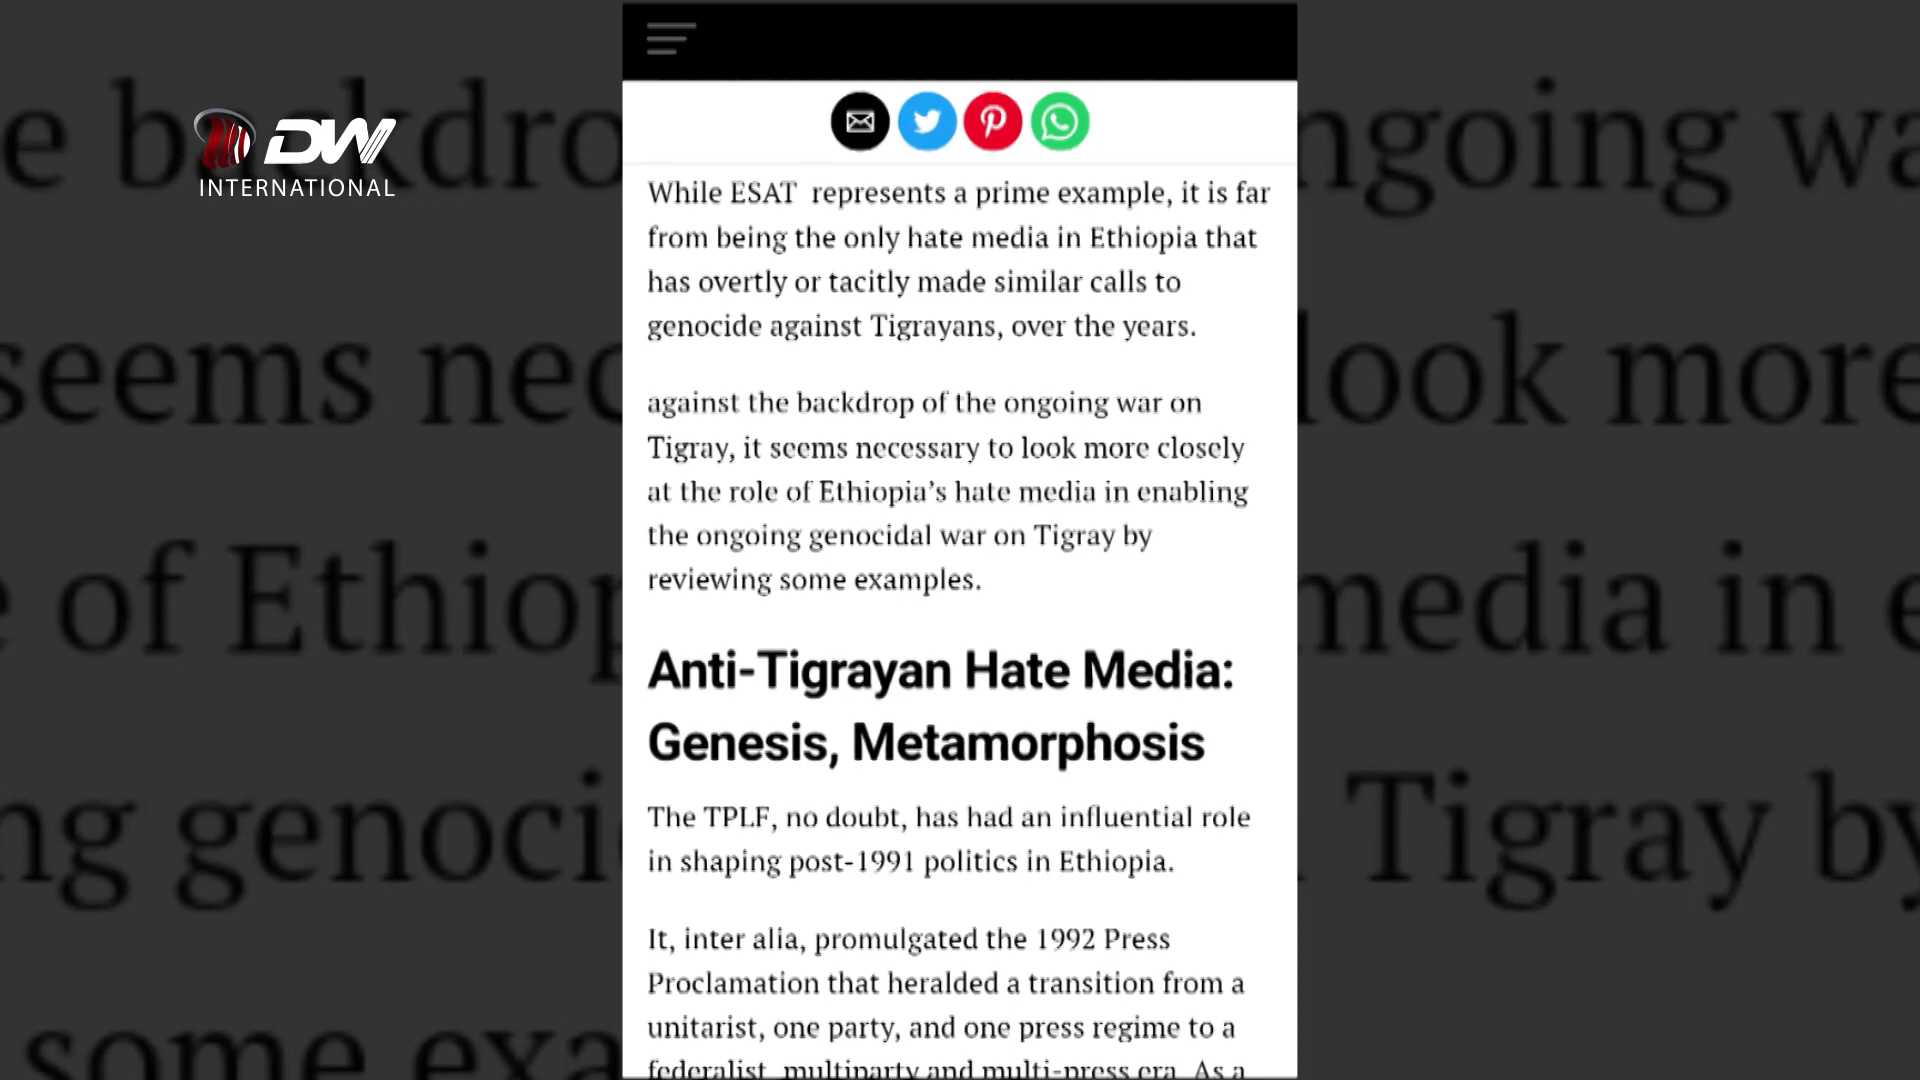 DW
INTERNATIONAL
While ESAT represents a prime example, it is far
from being the only hate media in Ethiopia that
has overtly or tacitly made similar calls to
genocide against Tigrayans, over the years.
against the backdrop of the ongoing war on
Tigray, it seems necessary to look more closely
at the role of Ethiopia’s hate media in enabling
the ongoing genocidal war on Tigray by
reviewing some examples.
Anti-Tigrayan Hate Media:
Genesis, Metamorphosis
The TPLF, no doubt, has had an influential role
in shaping post-1991 politics in Ethiopia.
It, inter alia, promulgated the 1992 Press
Proclamation that heralded a transition from a
unitarist, one party, and one press regime to a
federalist, multiparty and multi-press era. As a